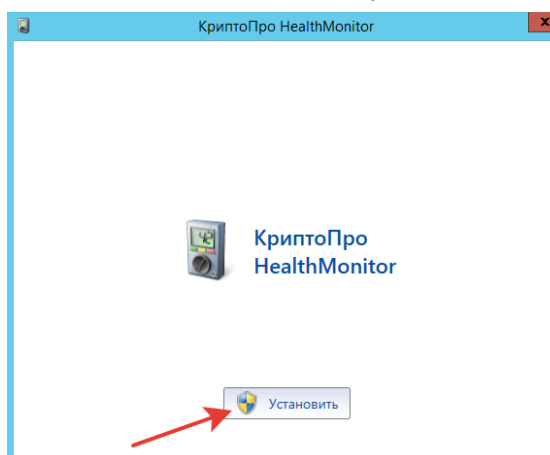 КриптоПро HealthMonitor
x
КриптоПро
HealthMonitor
Установить